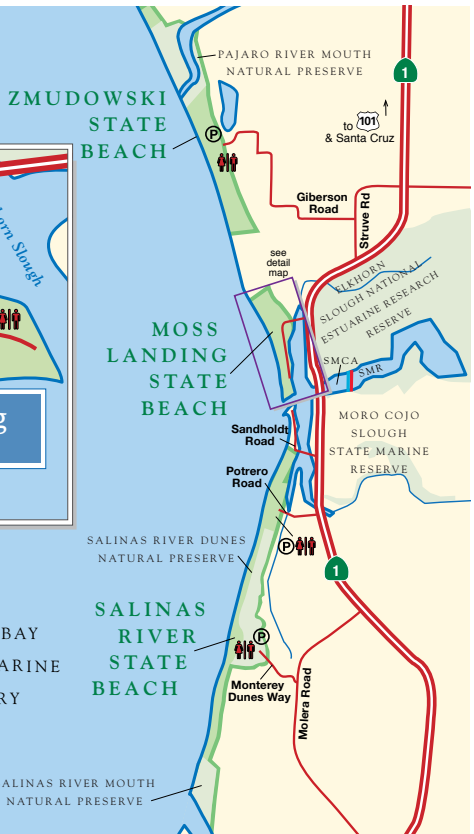 PAJARO RIVER MOUTH
NATURAL PRESERVE
1
ZMUDOWSKI
STATE
BEACH
P
101
to
& Santa Cruz
Giberson
Road
Struve Rd
see
detail
map
ELKHORN
SLOUGH NATIONAL
ESTUARINE RESEARCH
RESERVE
Slough
MOSS
LANDING
STATE
BEACH
SMCA
SMR
g
MORO COJO
SLOUGH
STATE MARINE
RESERVE
Sandholdt
Road
Potrero
Road
SALINAS RIVER DUNES
NATURAL PRESERVE
P
1
SALINAS
RIVER
STATE
BEACH
P
BAY
ARINE
RY
Monterey
Dunes Way
Molera Road
ALINAS RIVER MOUTH
NATURAL PRESERVE